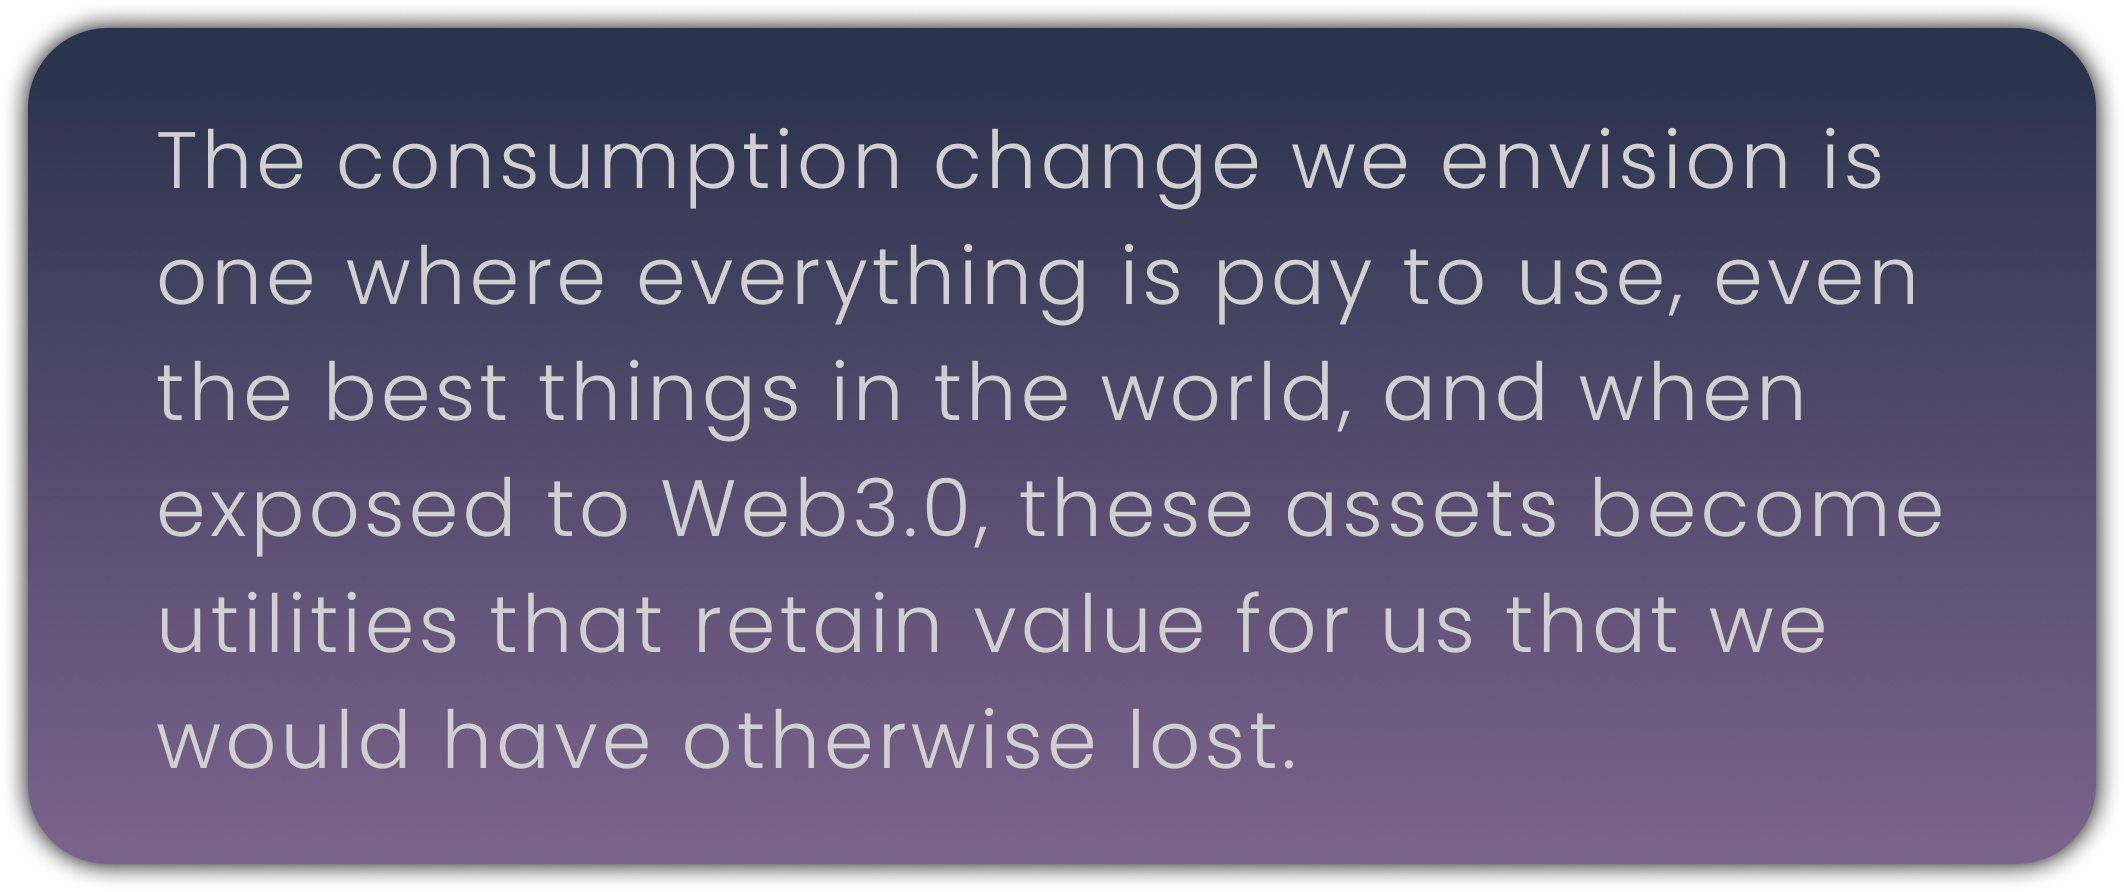 The consumption change we envision is
one where everything is pay to use, even
the best things in the world, and when
exposed to Web3.0, these assets become
utilities that retain value for us that we
would have otherwise lost.